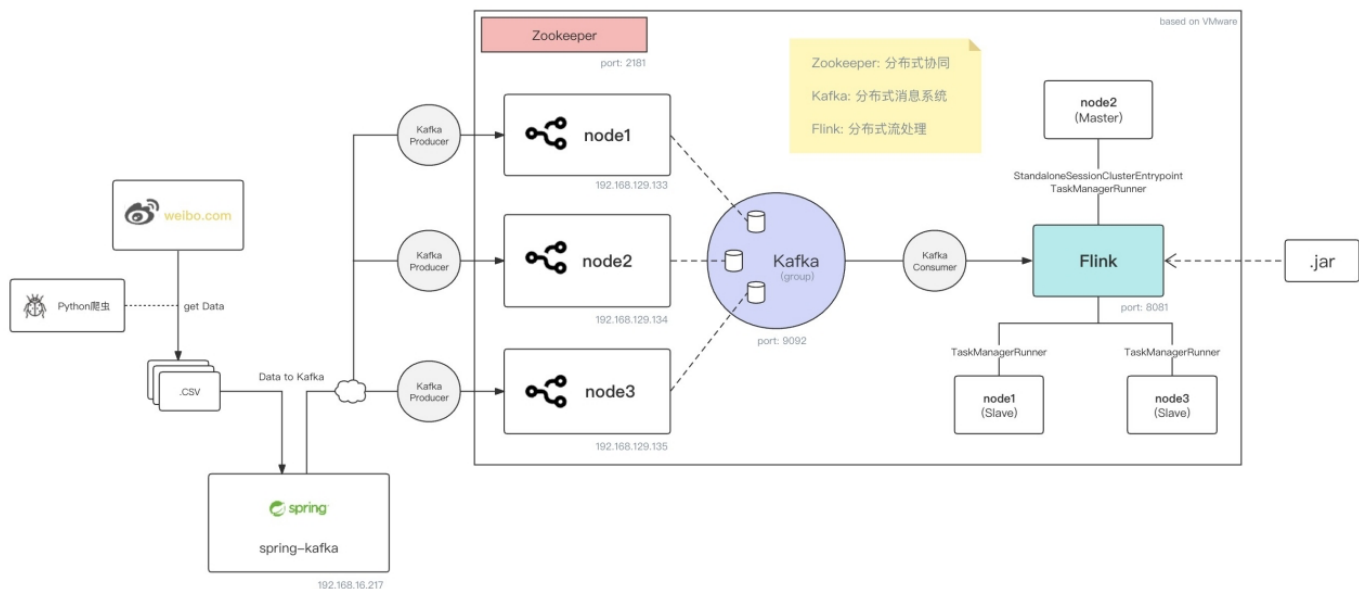 based on VMware
Zookeeper
port: 2181
Zookeeper: 分布式协同
Kafka: 分布式消息系统
Flink: 分布式流处理
node2
(Master)
StandaloneSessionClusterEntrypoint
TaskManagerRunner
Kafka
Producer
node1
192.168.129.133
weibo.com
Python爬虫
get Data
.CSV
Data to Kafka
spring
spring-kafka
192.168.16.217
Kafka
Producer
node2
192.168.129.134
Kafka
Producer
node3
192.168.129.135
Kafka
(group)
port: 9092
Kafka
Consumer
Flink
port: 8081
.jar
TaskManagerRunner
TaskManagerRunner
node1
(Slave)
node3
(Slave)